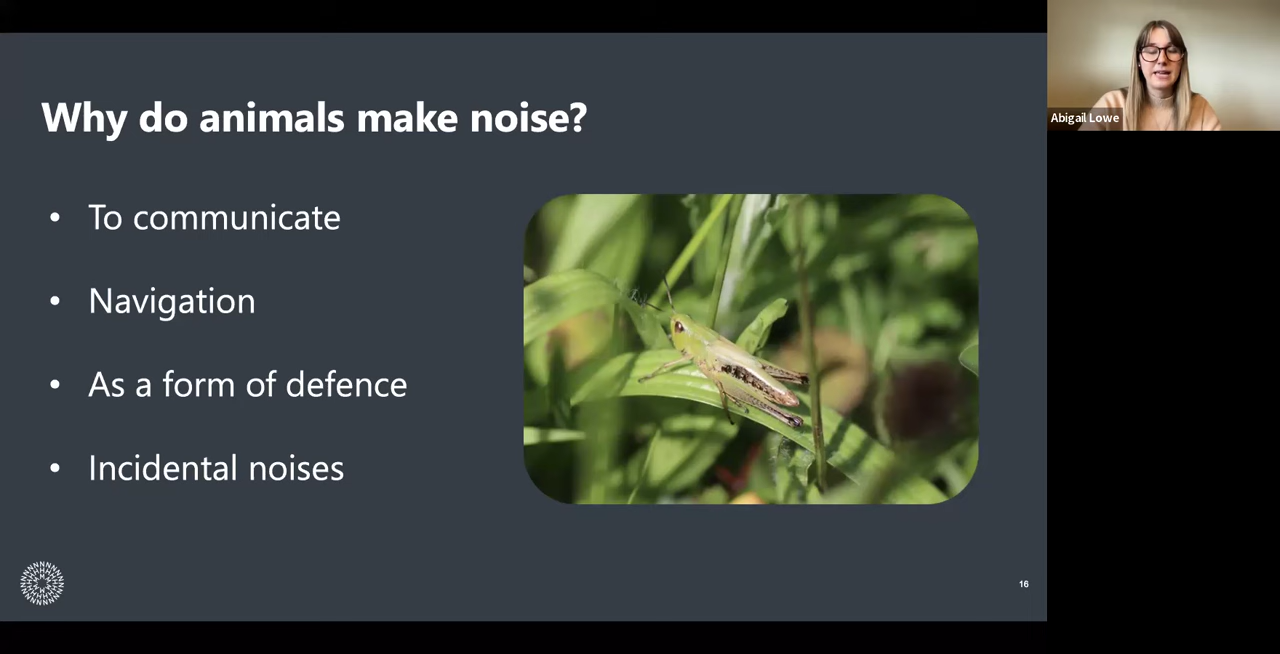 Why do animals make noise?
• To communicate
• Navigation
• As a form of defence
• Incidental noises
16
Abigail Lowe